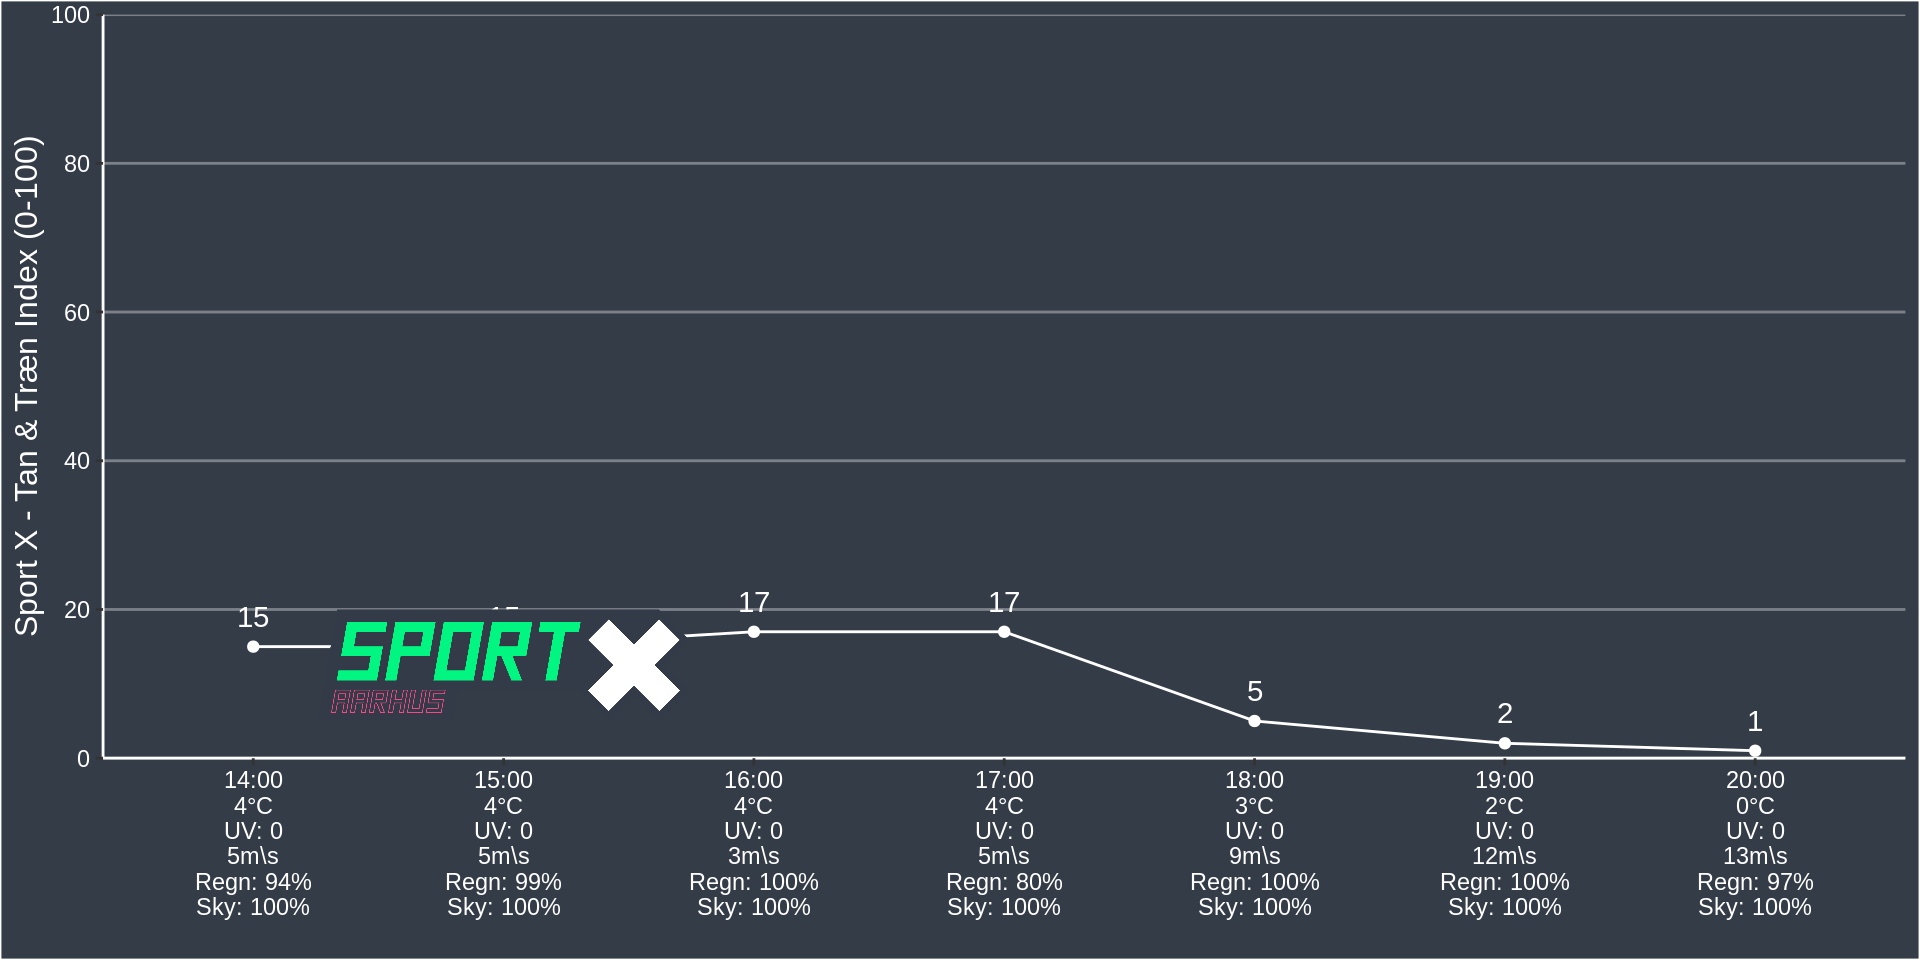 Sport X - Tan & Træn Index (0-100)
100
80
60
40
20
0
15
17
17
5
2
1
SPORT X
AARHUS
14:00 15:00 16:00 17:00 18:00 19:00 20:00
4°C 4°C 4°C 4°C 3°C 2°C 0°C
UV: 0 UV: 0 UV: 0 UV: 0 UV: 0 UV: 0 UV: 0
5m\s 5m\s 3m\s 5m\s 9m\s 12m\s 13m\s
Regn: 94% Regn: 99% Regn: 100% Regn: 80% Regn: 100% Regn: 100% Regn: 97%
Sky: 100% Sky: 100% Sky: 100% Sky: 100% Sky: 100% Sky: 100% Sky: 100%